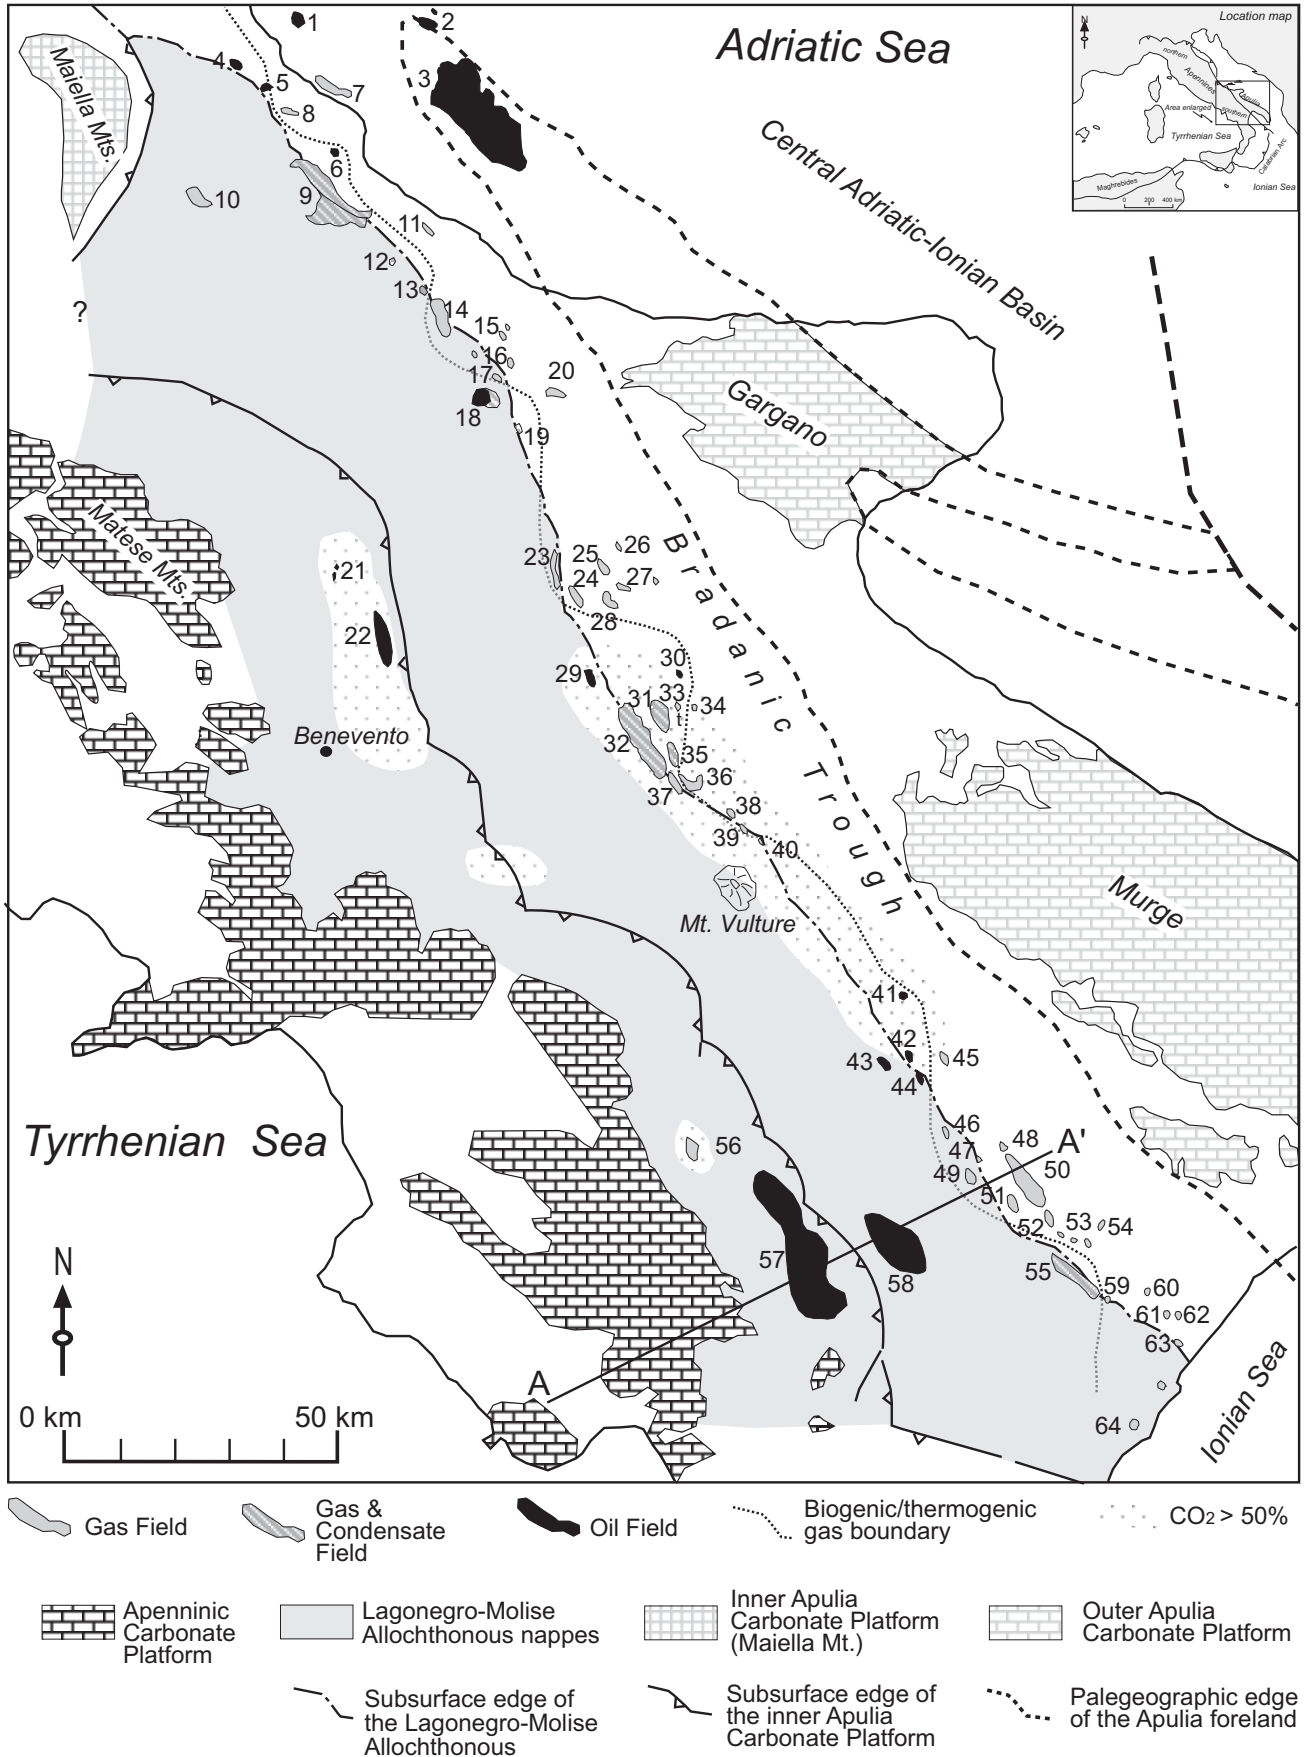 Adriatic Sea
Location map
N
northern
Apennines
Apulia
southern
Area enlarged
Tyrrhenian Sea
Calabrian Arc
Maghrebides
Ionian Sea
0 200 400 km
Maiella Mts.
1
2
3
4
5
6
7
8
9
10
11
12
13
14
15
16
17
18
19
20
?
Central Adriatic-Ionian Basin
Gargano
Matese Mts.
21
22
23
24
25
26
27
28
29
30
31
32
33
34
t
35
36
37
38
39
40
Bradanic Trough
Benevento
Mt. Vulture
Murge
41
42
43
44
45
46
47
48
49
50
51
52
53
54
55
56
57
58
59
60
61
62
63
64
A
A'
Tyrrhenian Sea
Ionian Sea
N
0 km
50 km
Gas Field
Gas &
Condensate
Field
Oil Field
Biogenic/thermogenic
gas boundary
CO2 > 50%
Apenninic
Carbonate
Platform
Lagonegro-Molise
Allochthonous nappes
Inner Apulia
Carbonate Platform
(Maiella Mt.)
Outer Apulia
Carbonate Platform
Subsurface edge of
the Lagonegro-Molise
Allochthonous
Subsurface edge of
the inner Apulia
Carbonate Platform
Palegeographic edge
of the Apulia foreland